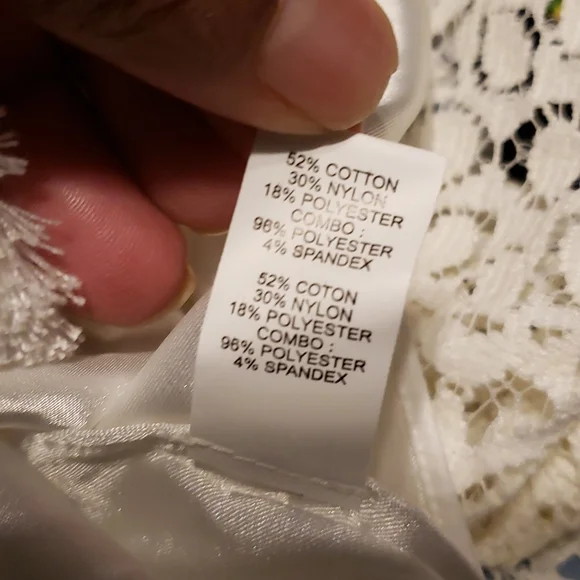 52% COTTON
30% NYLON
18% POLYESTER
COMBO :
96% POLYESTER
4% SPANDEX
52% COTON
30% NYLON
18% POLYESTER
COMBO :
96% POLYESTER
4% SPANDEX